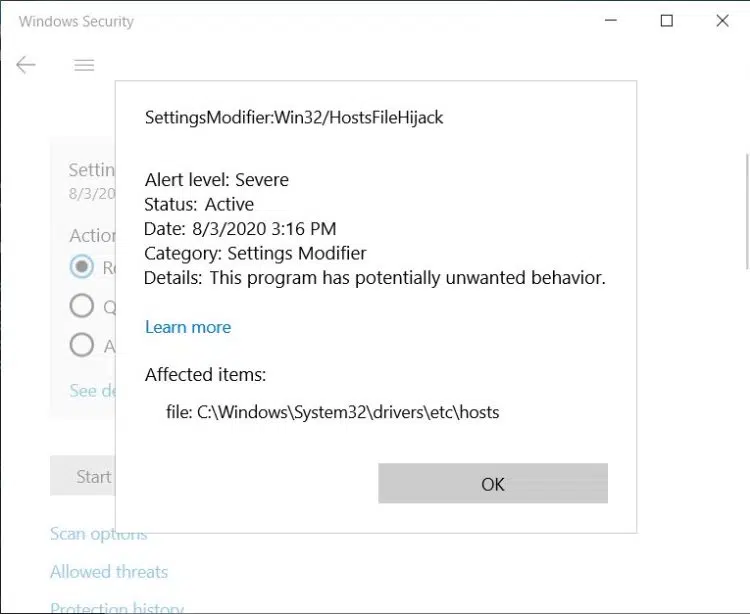 Windows Security
SettingsModifier:Win32/HostsFileHijack
Settin
Alert level: Severe
8/3/20
Status: Active
Date: 8/3/2020 3:16 PM
Action
Category: Settings Modifier
Details: This program has potentially unwanted behavior.
Learn more
Affected items:
See de
file: C:\Windows\System32\drivers\etc\hosts
Start
OK
Scan options
Allowed threats
Protection history